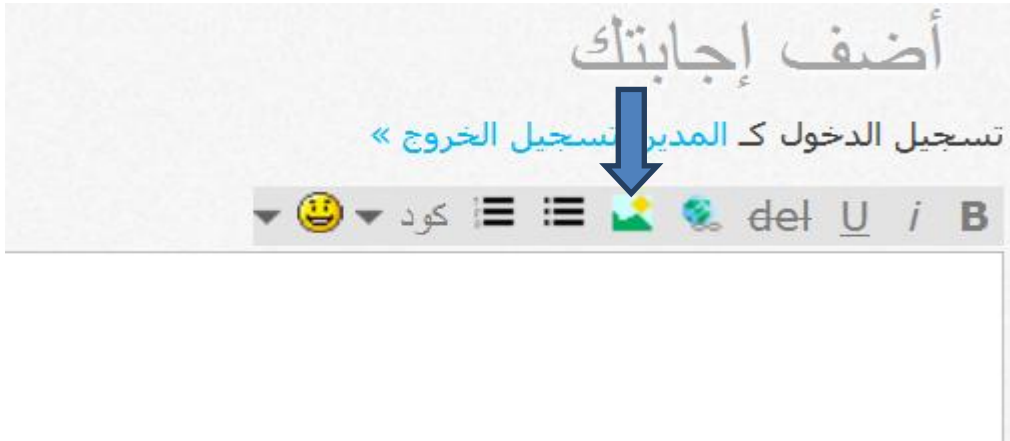 أضف إجابتك
تسجيل الدخول كـ المدير تسجيل الخروج »
B i U del كود